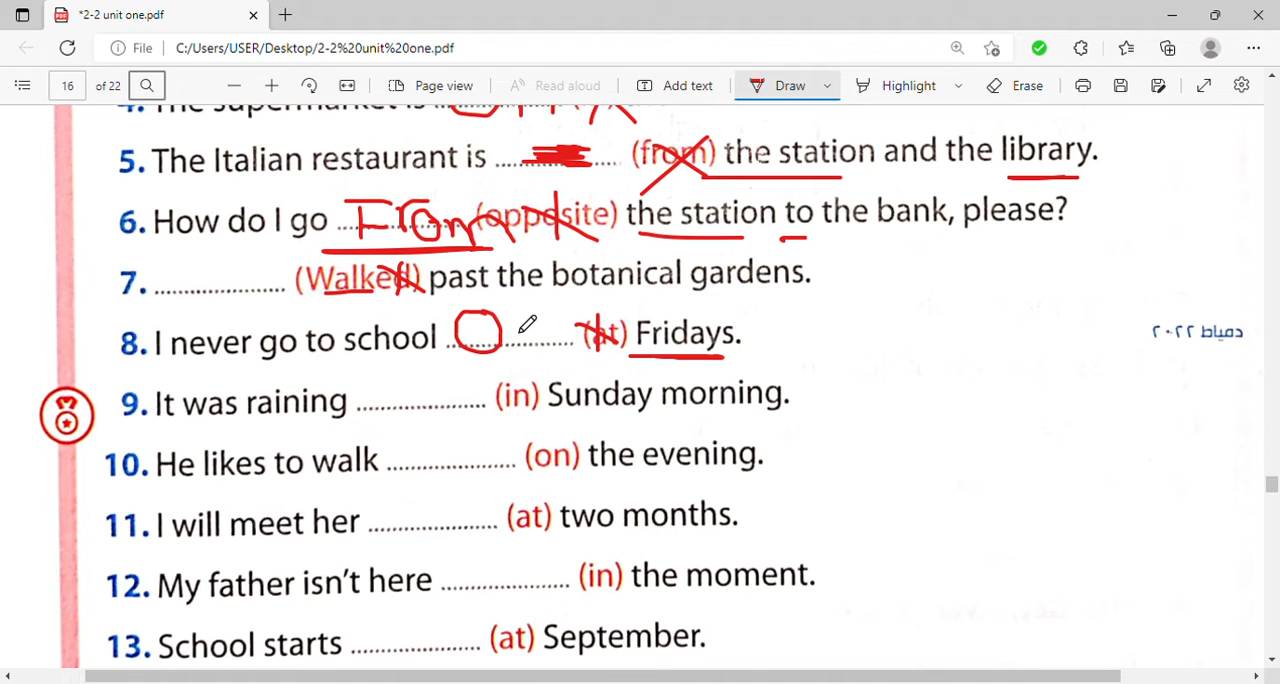 *2-2 unit one.pdf
File | C:/Users/USER/Desktop/2-2%20unit%20one.pdf
16 of 22 Page view Read aloud Add text Draw Highlight Erase
4. The supermarket is
5. The Italian restaurant is .................... (from) the station and the library.
6. How do I go .................... From (opposite) the station to the bank, please?
7. .................... (Walked) past the botanical gardens.
8. I never go to school .................... (at) Fridays. دمياط ٢٠٢٢
9. It was raining .................... (in) Sunday morning.
10. He likes to walk .................... (on) the evening.
11. I will meet her .................... (at) two months.
12. My father isn't here .................... (in) the moment.
13. School starts .................... (at) September.